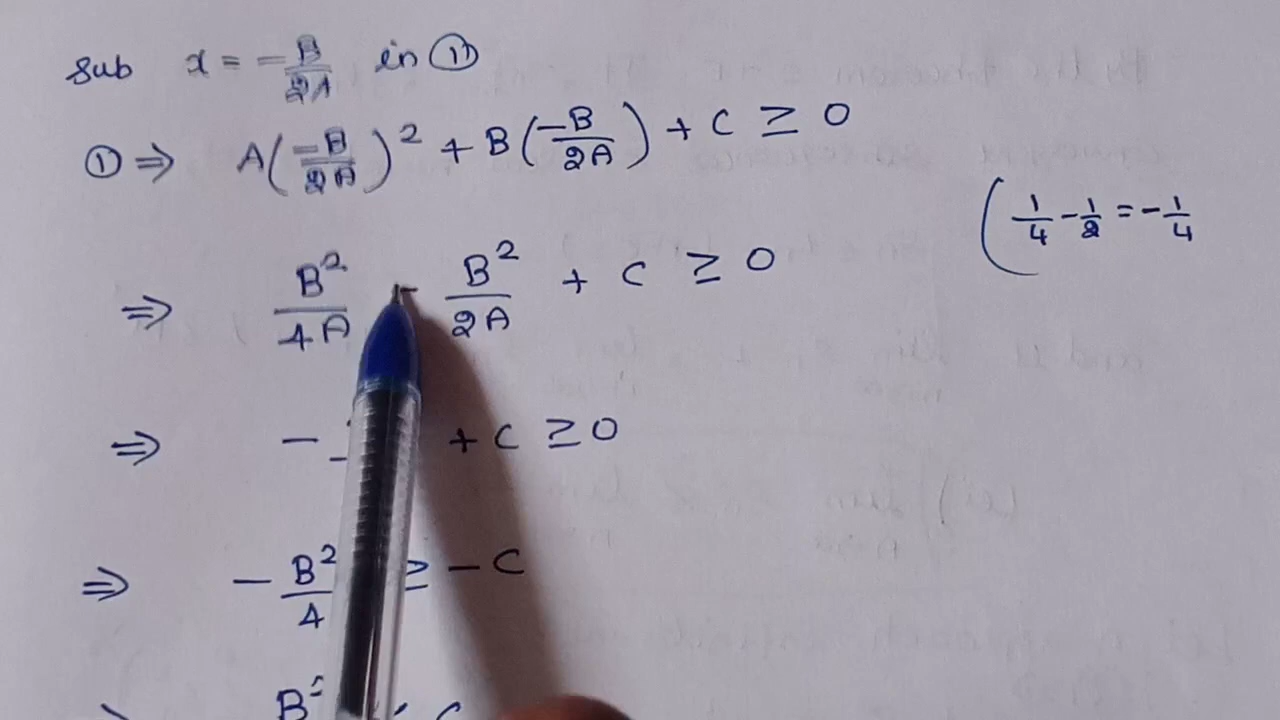 sub x = -B/2A in ①
① ⇒ A(-B/2A)² + B(-B/2A) + C ≥ 0
(1/4 - 1/2 = -1/4
⇒ B²/4A - B²/2A + C ≥ 0
⇒ - + C ≥ 0
⇒ - B²/4 ≥ -C
B² C